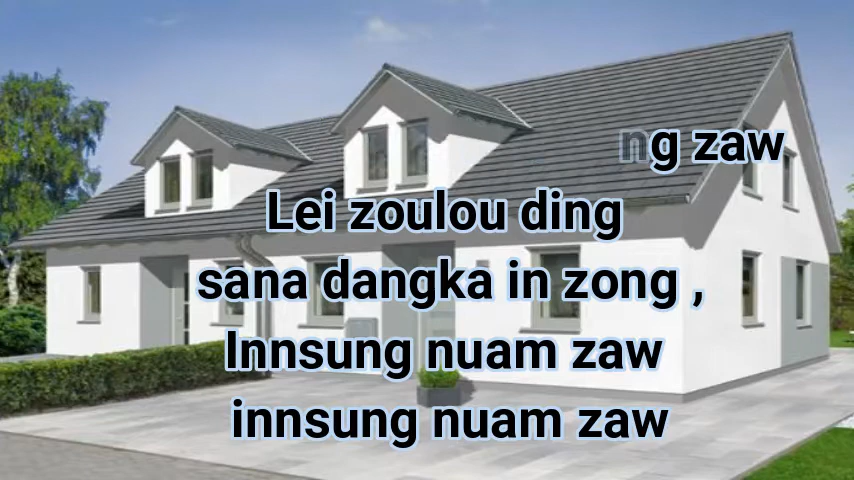 ng zaw
Lei zoulou ding
sana dangka in zong ,
Innsung nuam zaw
innsung nuam zaw